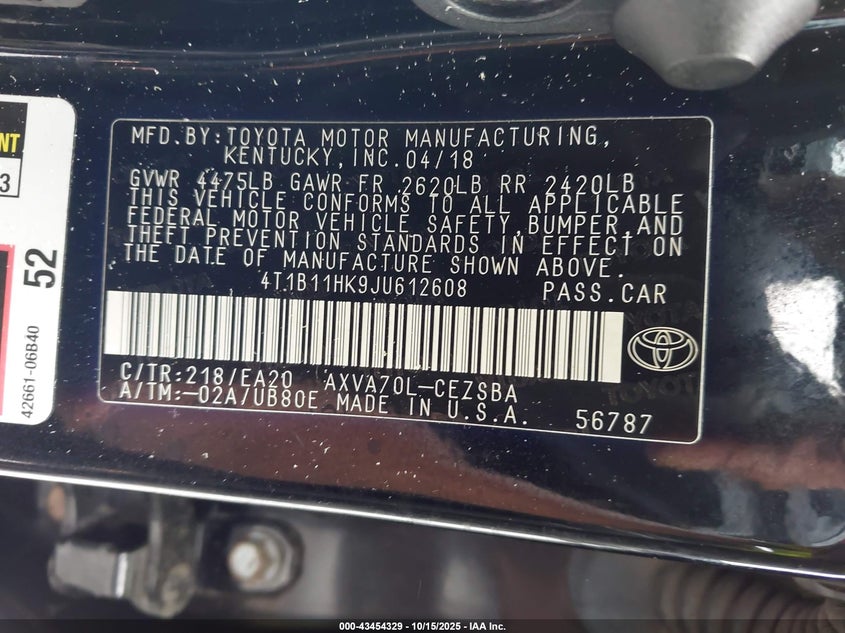 MFD.BY:TOYOTA MOTOR MANUFACTURING,
KENTUCKY, INC. 04/18
GVWR 4475LB GAWR FR 2620LB RR 2420LB
THIS VEHICLE CONFORMS TO ALL APPLICABLE
FEDERAL MOTOR VEHICLE SAFETY, BUMPER, AND
THEFT PREVENTION STANDARDS IN EFFECT ON
THE DATE OF MANUFACTURE SHOWN ABOVE.
4T1B11HK9JU612608 PASS.CAR
C/TR:218/EA20 AXVA70L-CEZSBA
A/TM:-02A/UB80E MADE IN U.S.A. 56787
TOYOTA
3
52
42661-06B40
000-43454329 - 10/15/2025 - IAA Inc.